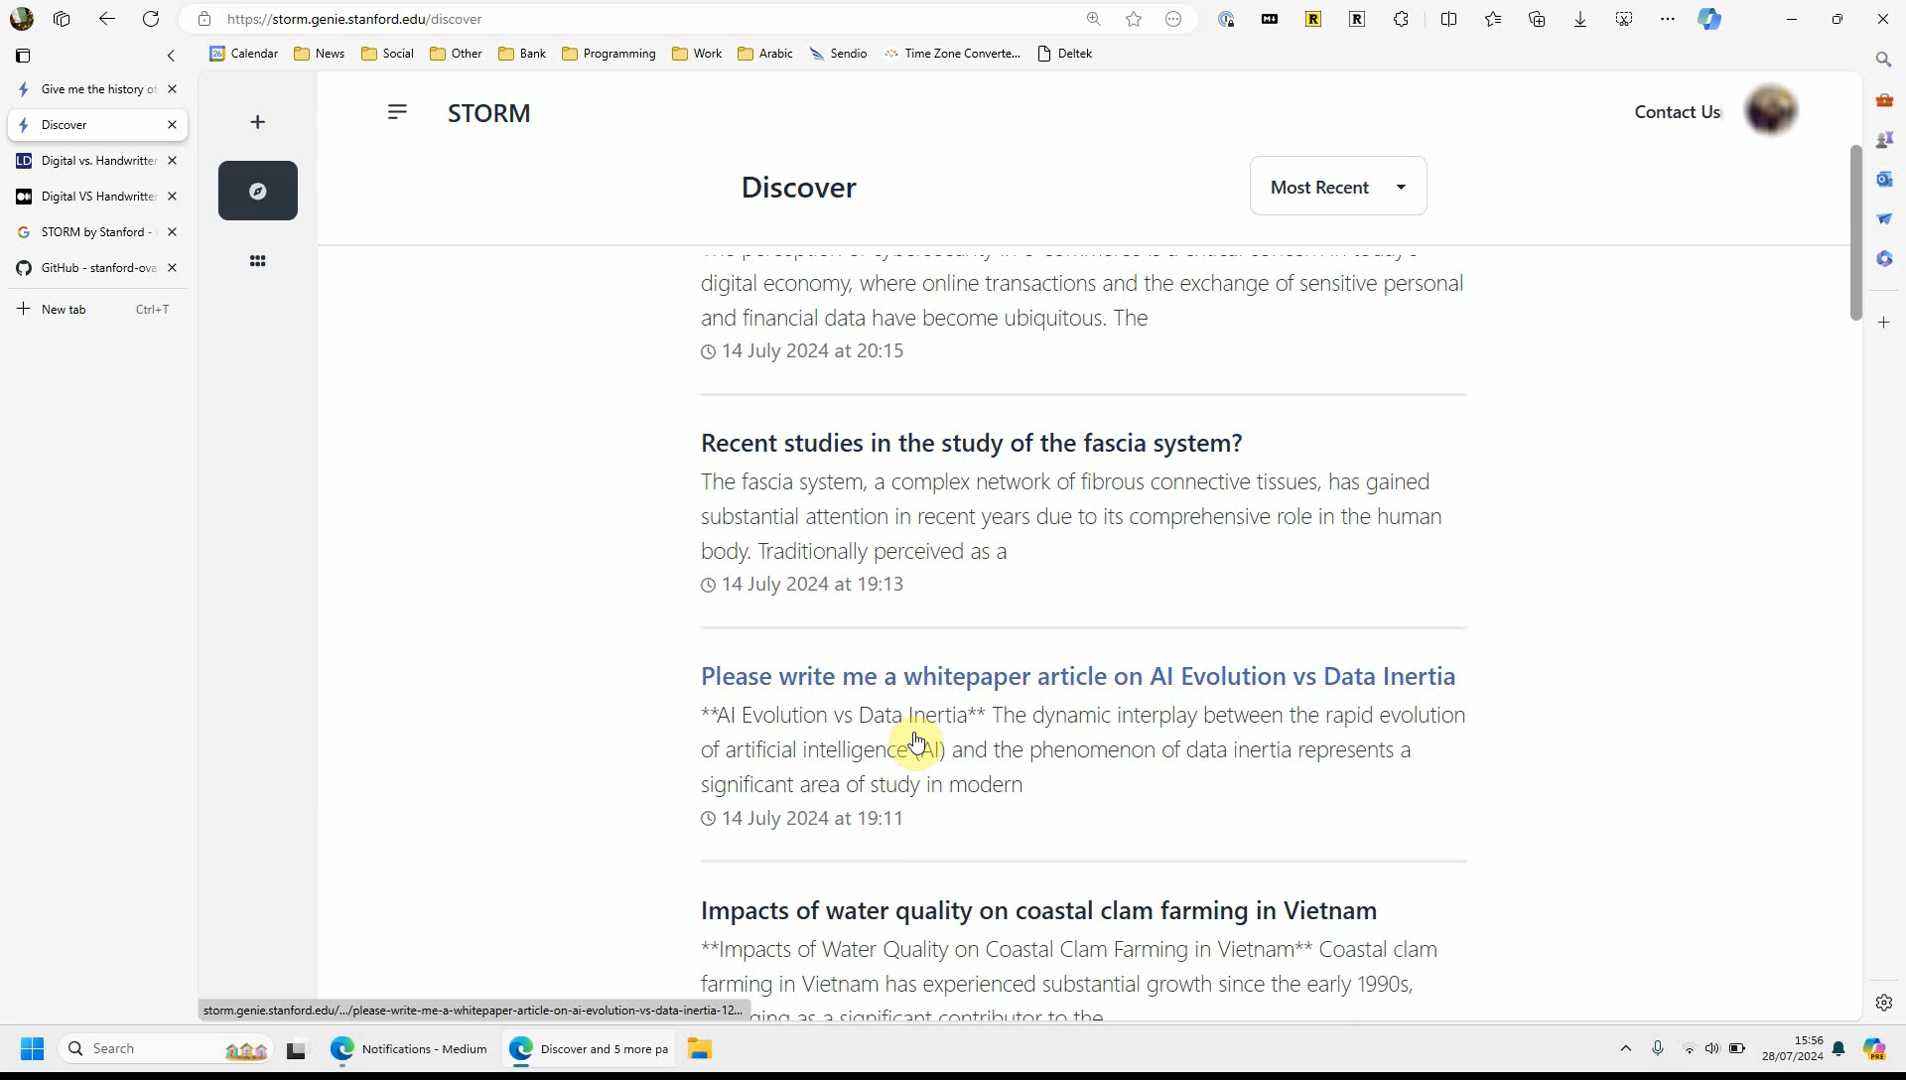 https://storm.genie.stanford.edu/discover
Calendar
News
Social
Other
Bank
Programming
Work
Arabic
Sendio
Time Zone Converte...
Deltek
Give me the history of
Discover
Digital vs. Handwritter
Digital VS Handwritter
STORM by Stanford -
GitHub - stanford-ova
New tab Ctrl+T
STORM
Contact Us
Discover
Most Recent
digital economy, where online transactions and the exchange of sensitive personal
and financial data have become ubiquitous. The
14 July 2024 at 20:15
Recent studies in the study of the fascia system?
The fascia system, a complex network of fibrous connective tissues, has gained
substantial attention in recent years due to its comprehensive role in the human
body. Traditionally perceived as a
14 July 2024 at 19:13
Please write me a whitepaper article on AI Evolution vs Data Inertia
**AI Evolution vs Data Inertia** The dynamic interplay between the rapid evolution
of artificial intelligence (AI) and the phenomenon of data inertia represents a
significant area of study in modern
14 July 2024 at 19:11
Impacts of water quality on coastal clam farming in Vietnam
**Impacts of Water Quality on Coastal Clam Farming in Vietnam** Coastal clam
farming in Vietnam has experienced substantial growth since the early 1990s,
as a significant contributor to the
storm.genie.stanford.edu/.../please-write-me-a-whitepaper-article-on-ai-evolution-vs-data-inertia-12...
Search
Notifications - Medium
Discover and 5 more pa
15:56
28/07/2024